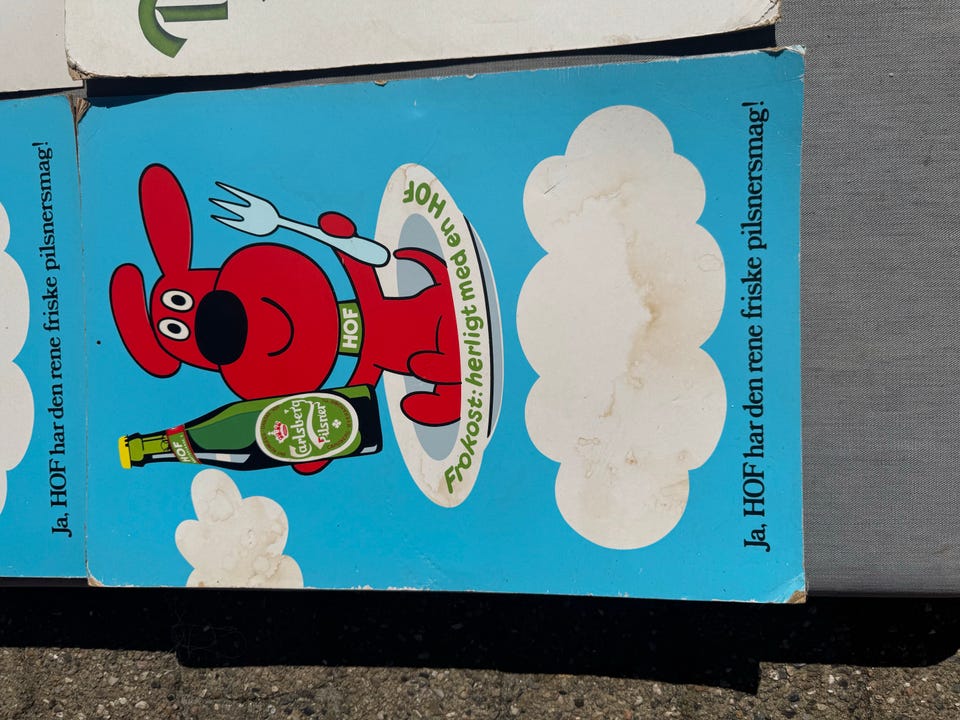 Frokost: herligt med en HOF
HOF
HOF
Carlsberg
Pilsner
Ja, HOF har den rene friske pilsnersmag!
Ja, HOF har den rene friske pilsnersmag!